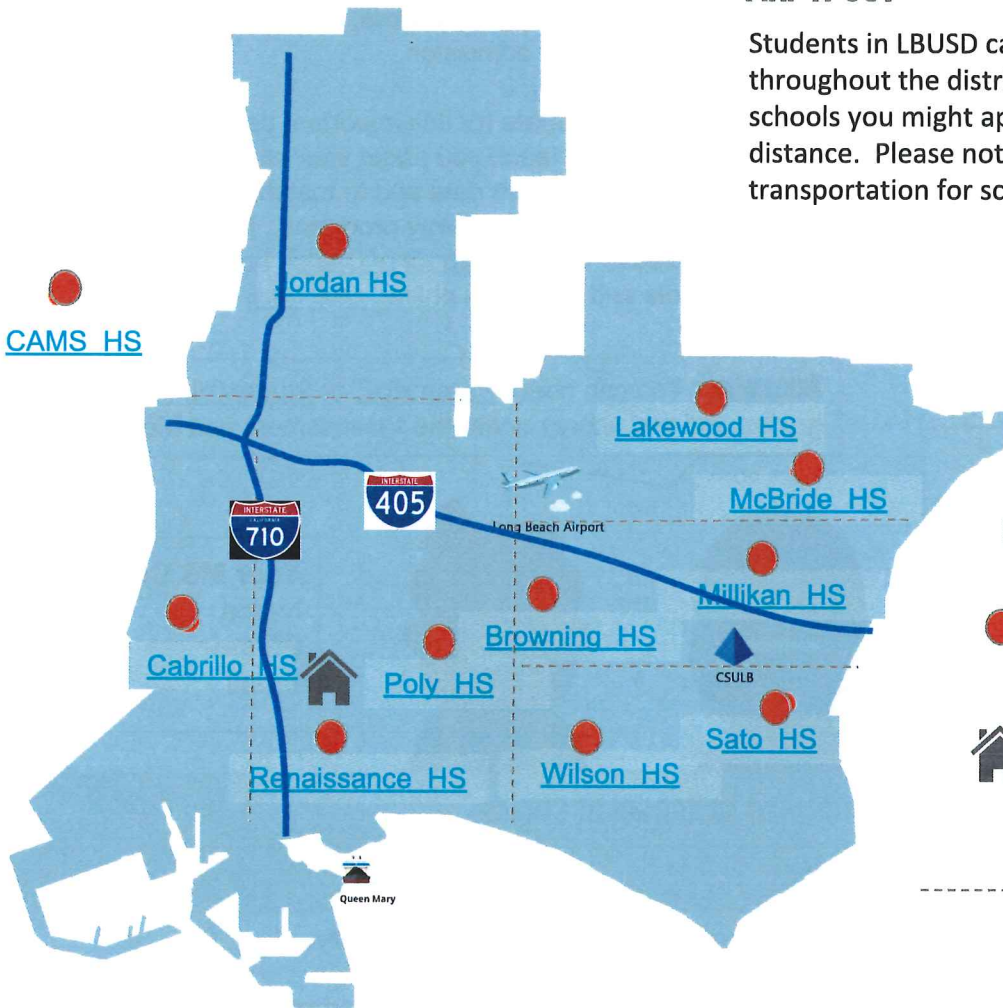 Students in LBUSD ca
throughout the distr
schools you might ap
distance. Please not
transportation for sc
Jordan HS
CAMS HS
Lakewood HS
McBride HS
INTERSTATE
405
Long Beach Airport
INTERSTATE
CALIFORNIA
710
Millikan HS
Browning HS
Cabrillo HS
Poly HS
CSULB
Sato HS
Renaissance HS
Wilson HS
Queen Mary